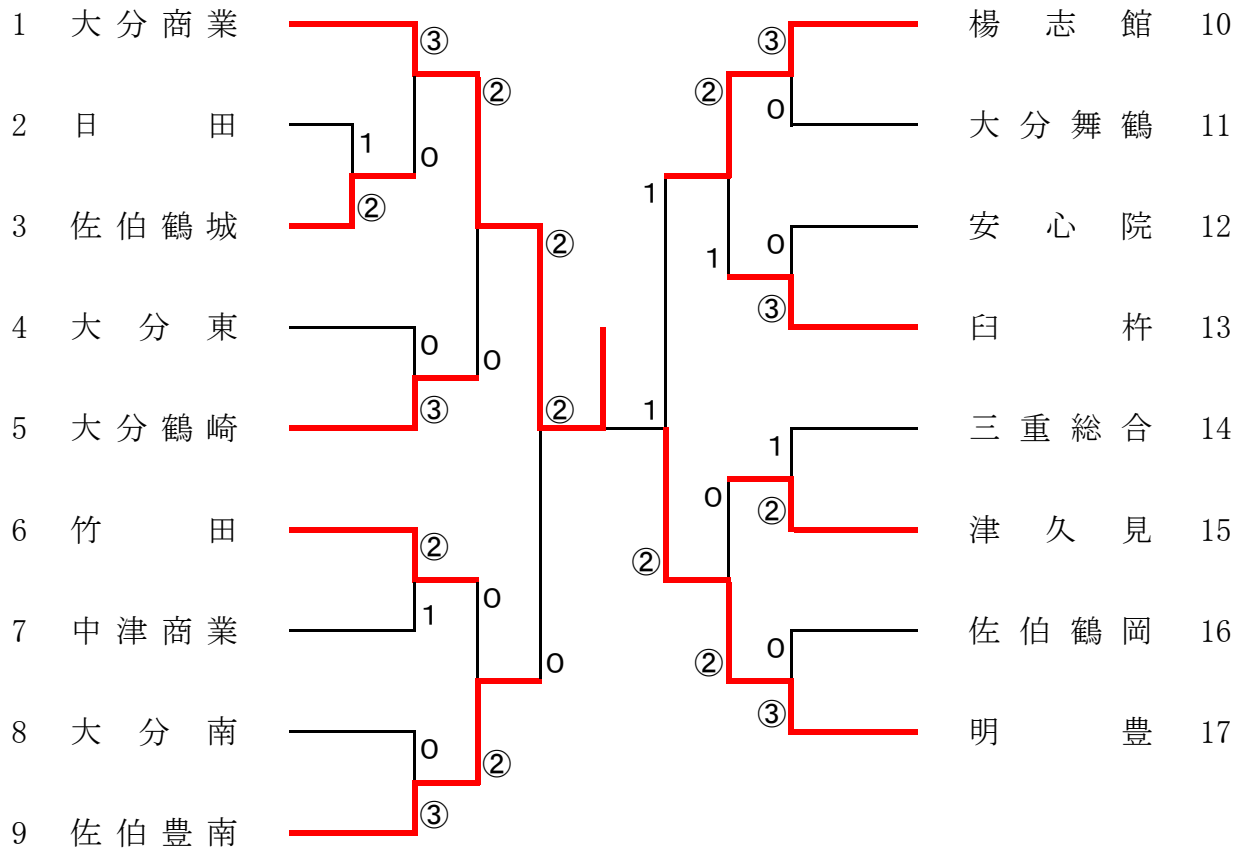 1 大分商業 ③ ③ 楊志館 10
② ②
2 日田 1 0 0 大分舞鶴 11
3 佐伯鶴城 ② ② 1 1 0 安心院 12
4 大分東 0 0 ③ 臼杵 13
5 大分鶴崎 ③ ② 1 1 三重総合 14
6 竹田 ② 0 ② 0 ② 津久見 15
7 中津商業 1 0 ② 0 佐伯鶴岡 16
8 大分南 0 ② ③ 明豊 17
9 佐伯豊南 ③